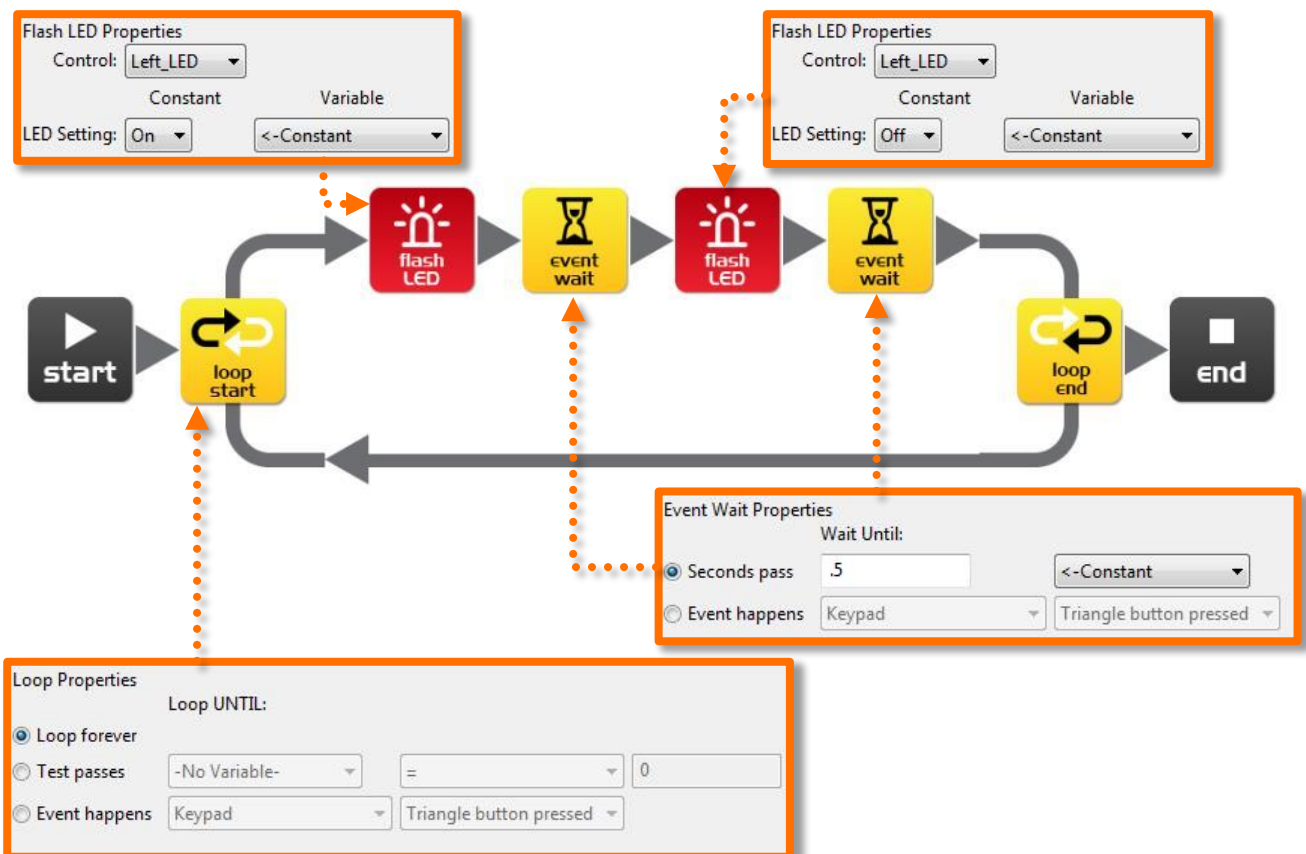 Flash LED Properties
Control: Left_LED
Constant Variable
LED Setting: On <-Constant
Flash LED Properties
Control: Left_LED
Constant Variable
LED Setting: Off <-Constant
flash
LED
event
wait
flash
LED
event
wait
start
loop
start
loop
end
end
Event Wait Properties
Wait Until:
Seconds pass .5 <-Constant
Event happens Keypad Triangle button pressed
Loop Properties
Loop UNTIL:
Loop forever
Test passes -No Variable- = 0
Event happens Keypad Triangle button pressed